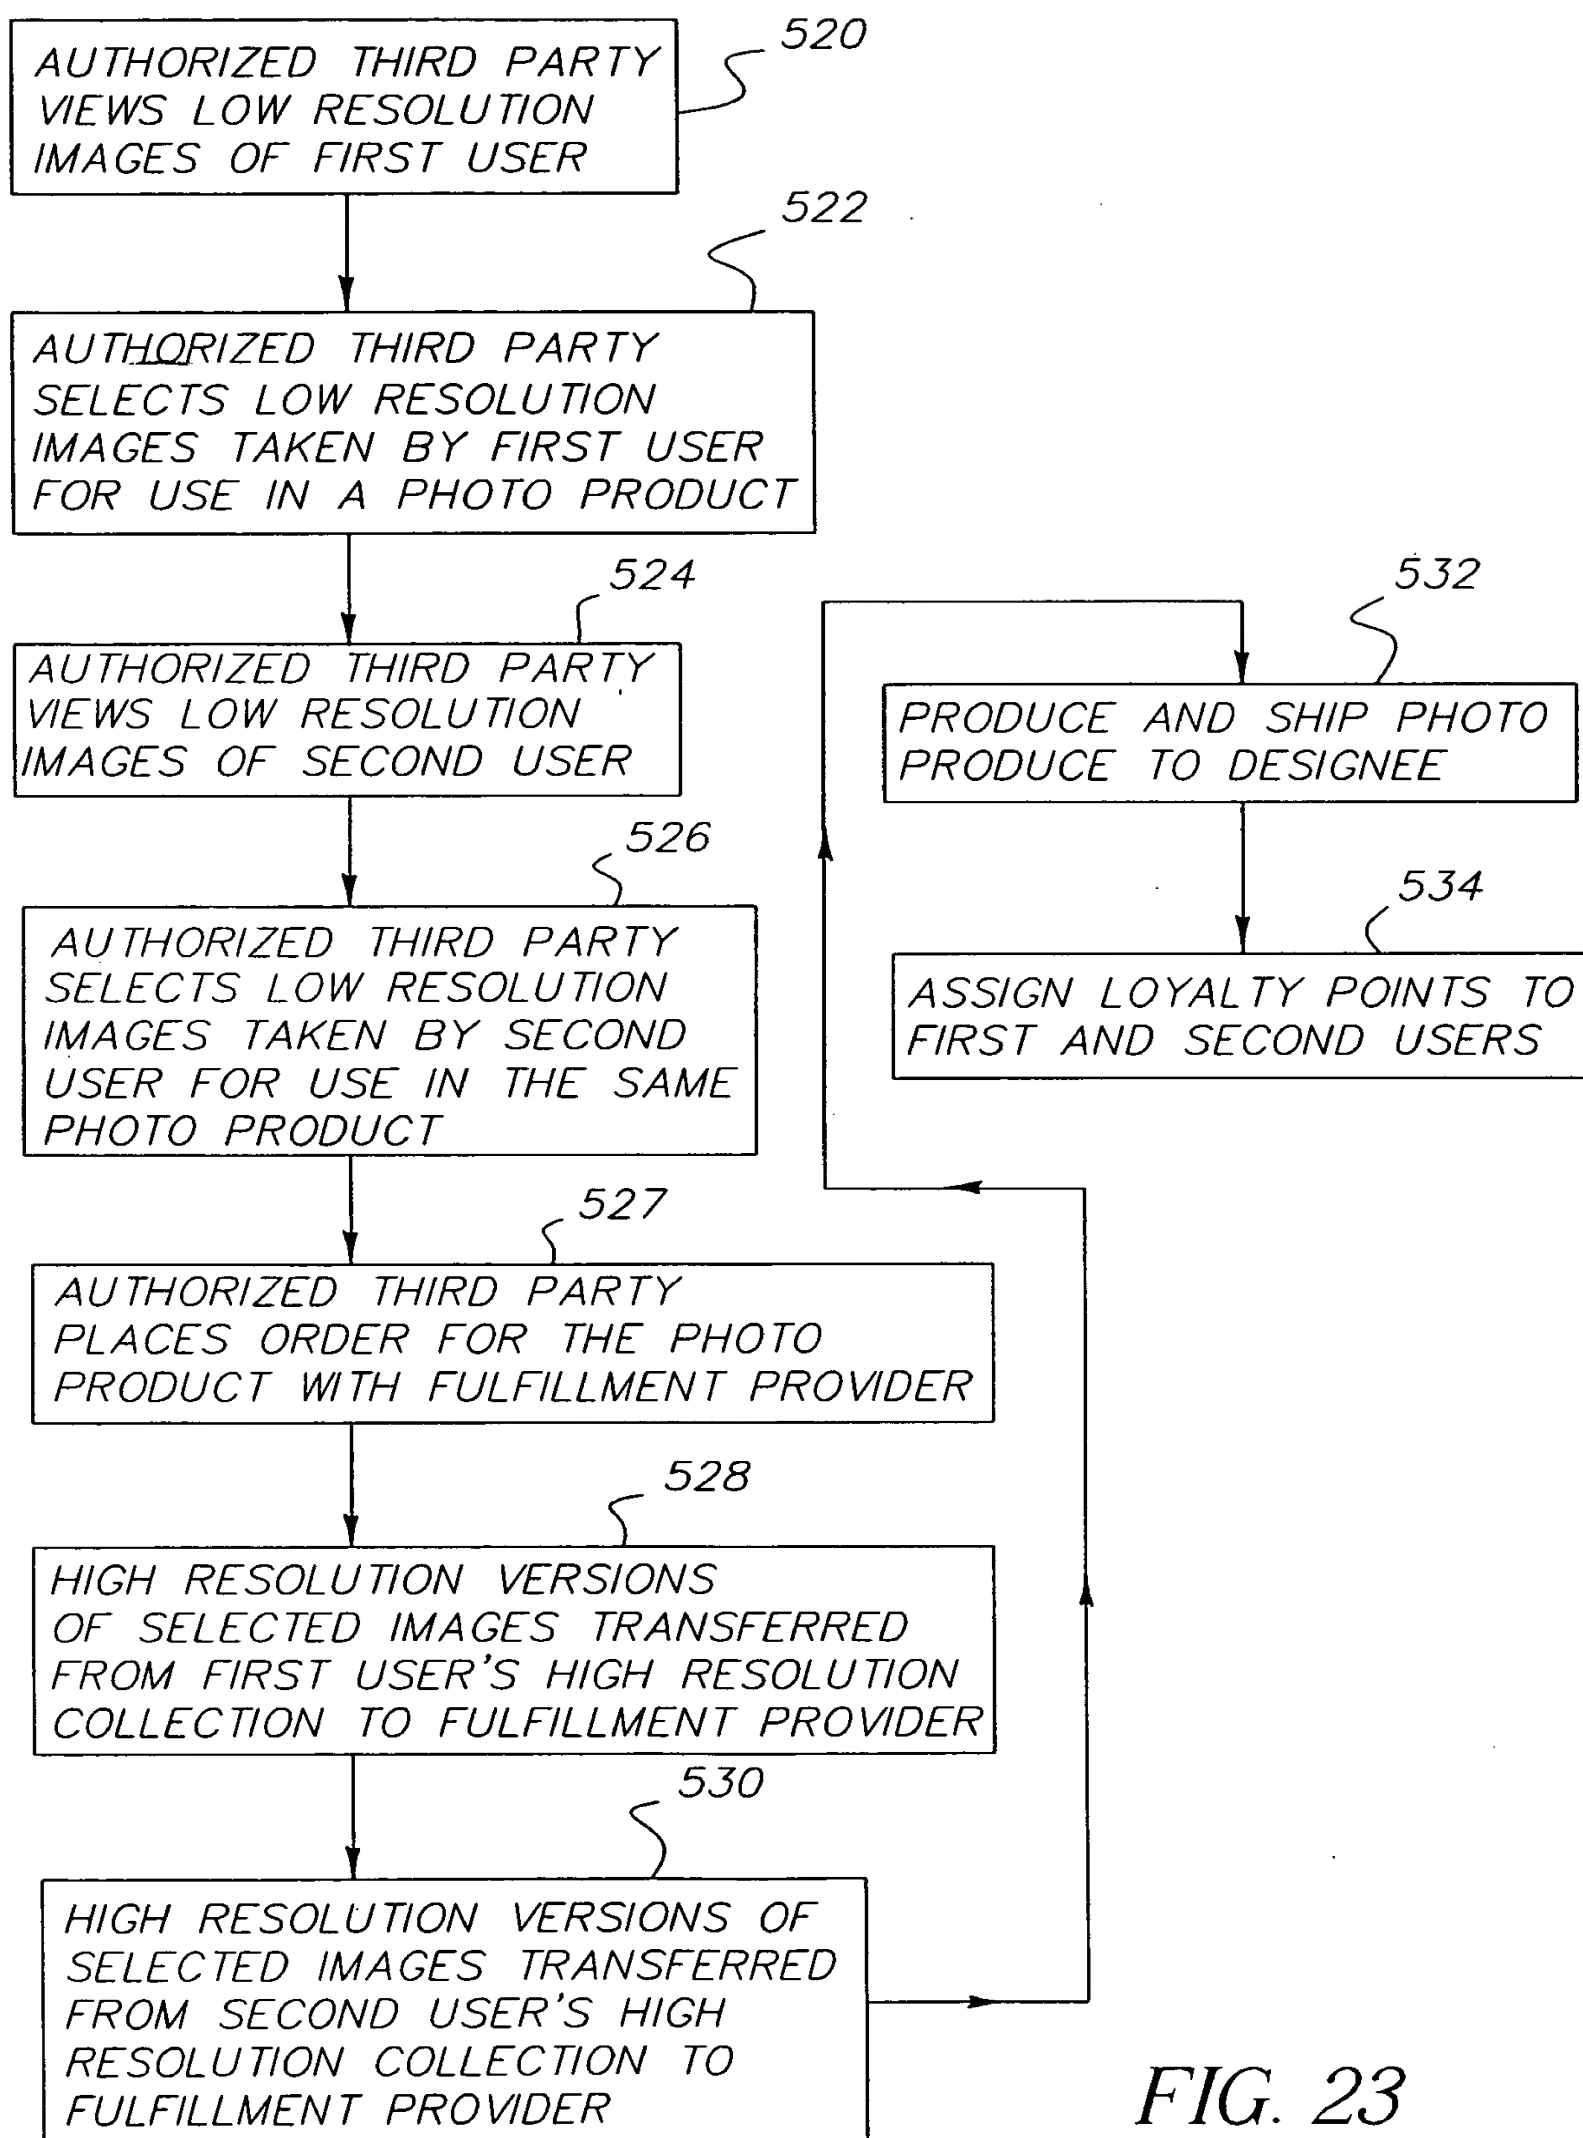 520
AUTHORIZED THIRD PARTY
VIEWS LOW RESOLUTION
IMAGES OF FIRST USER
522
AUTHORIZED THIRD PARTY
SELECTS LOW RESOLUTION
IMAGES TAKEN BY FIRST USER
FOR USE IN A PHOTO PRODUCT
524
AUTHORIZED THIRD PARTY
VIEWS LOW RESOLUTION
IMAGES OF SECOND USER
526
AUTHORIZED THIRD PARTY
SELECTS LOW RESOLUTION
IMAGES TAKEN BY SECOND
USER FOR USE IN THE SAME
PHOTO PRODUCT
527
AUTHORIZED THIRD PARTY
PLACES ORDER FOR THE PHOTO
PRODUCT WITH FULFILLMENT PROVIDER
528
HIGH RESOLUTION VERSIONS
OF SELECTED IMAGES TRANSFERRED
FROM FIRST USER'S HIGH RESOLUTION
COLLECTION TO FULFILLMENT PROVIDER
530
HIGH RESOLUTION VERSIONS OF
SELECTED IMAGES TRANSFERRED
FROM SECOND USER'S HIGH
RESOLUTION COLLECTION TO
FULFILLMENT PROVIDER
532
PRODUCE AND SHIP PHOTO
PRODUCE TO DESIGNEE
534
ASSIGN LOYALTY POINTS TO
FIRST AND SECOND USERS
FIG. 23